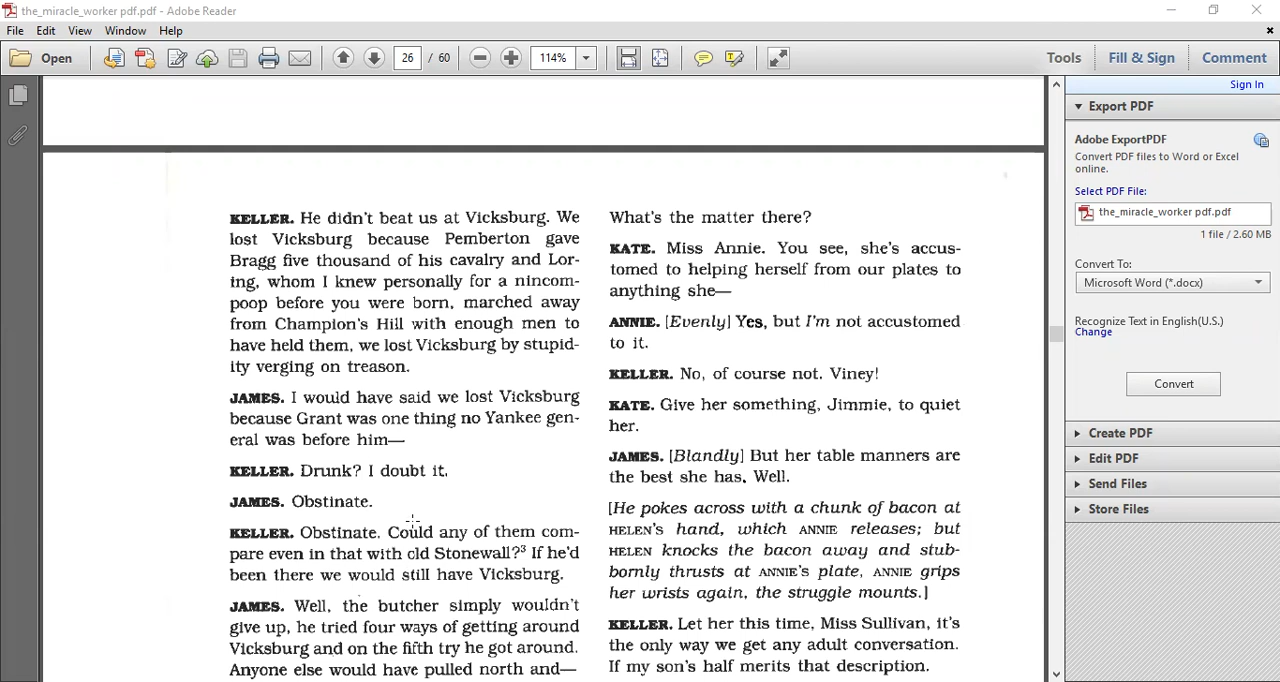 the_miracle_worker pdf.pdf - Adobe Reader
File Edit View Window Help
Open 26 / 60 114% Tools Fill & Sign Comment
Sign In
Export PDF
Adobe ExportPDF
Convert PDF files to Word or Excel
online.
Select PDF File:
the_miracle_worker pdf.pdf
1 file / 2.60 MB
Convert To:
Microsoft Word (*.docx)
Recognize Text in English(U.S.)
Change
Convert
Create PDF
Edit PDF
Send Files
Store Files
KELLER. He didn't beat us at Vicksburg. We
lost Vicksburg because Pemberton gave
Bragg five thousand of his cavalry and Lor-
ing, whom I knew personally for a nincom-
poop before you were born, marched away
from Champion's Hill with enough men to
have held them, we lost Vicksburg by stupid-
ity verging on treason.
JAMES. I would have said we lost Vicksburg
because Grant was one thing no Yankee gen-
eral was before him—
KELLER. Drunk? I doubt it.
JAMES. Obstinate.
KELLER. Obstinate. Could any of them com-
pare even in that with old Stonewall?³ If he'd
been there we would still have Vicksburg.
JAMES. Well, the butcher simply wouldn't
give up, he tried four ways of getting around
Vicksburg and on the fifth try he got around.
Anyone else would have pulled north and—
What's the matter there?
KATE. Miss Annie. You see, she's accus-
tomed to helping herself from our plates to
anything she—
ANNIE. [Evenly] Yes, but I'm not accustomed
to it.
KELLER. No, of course not. Viney!
KATE. Give her something, Jimmie, to quiet
her.
JAMES. [Blandly] But her table manners are
the best she has. Well.
[He pokes across with a chunk of bacon at
HELEN'S hand, which ANNIE releases; but
HELEN knocks the bacon away and stub-
bornly thrusts at ANNIE'S plate, ANNIE grips
her wrists again, the struggle mounts.]
KELLER. Let her this time, Miss Sullivan, it's
the only way we get any adult conversation.
If my son's half merits that description.